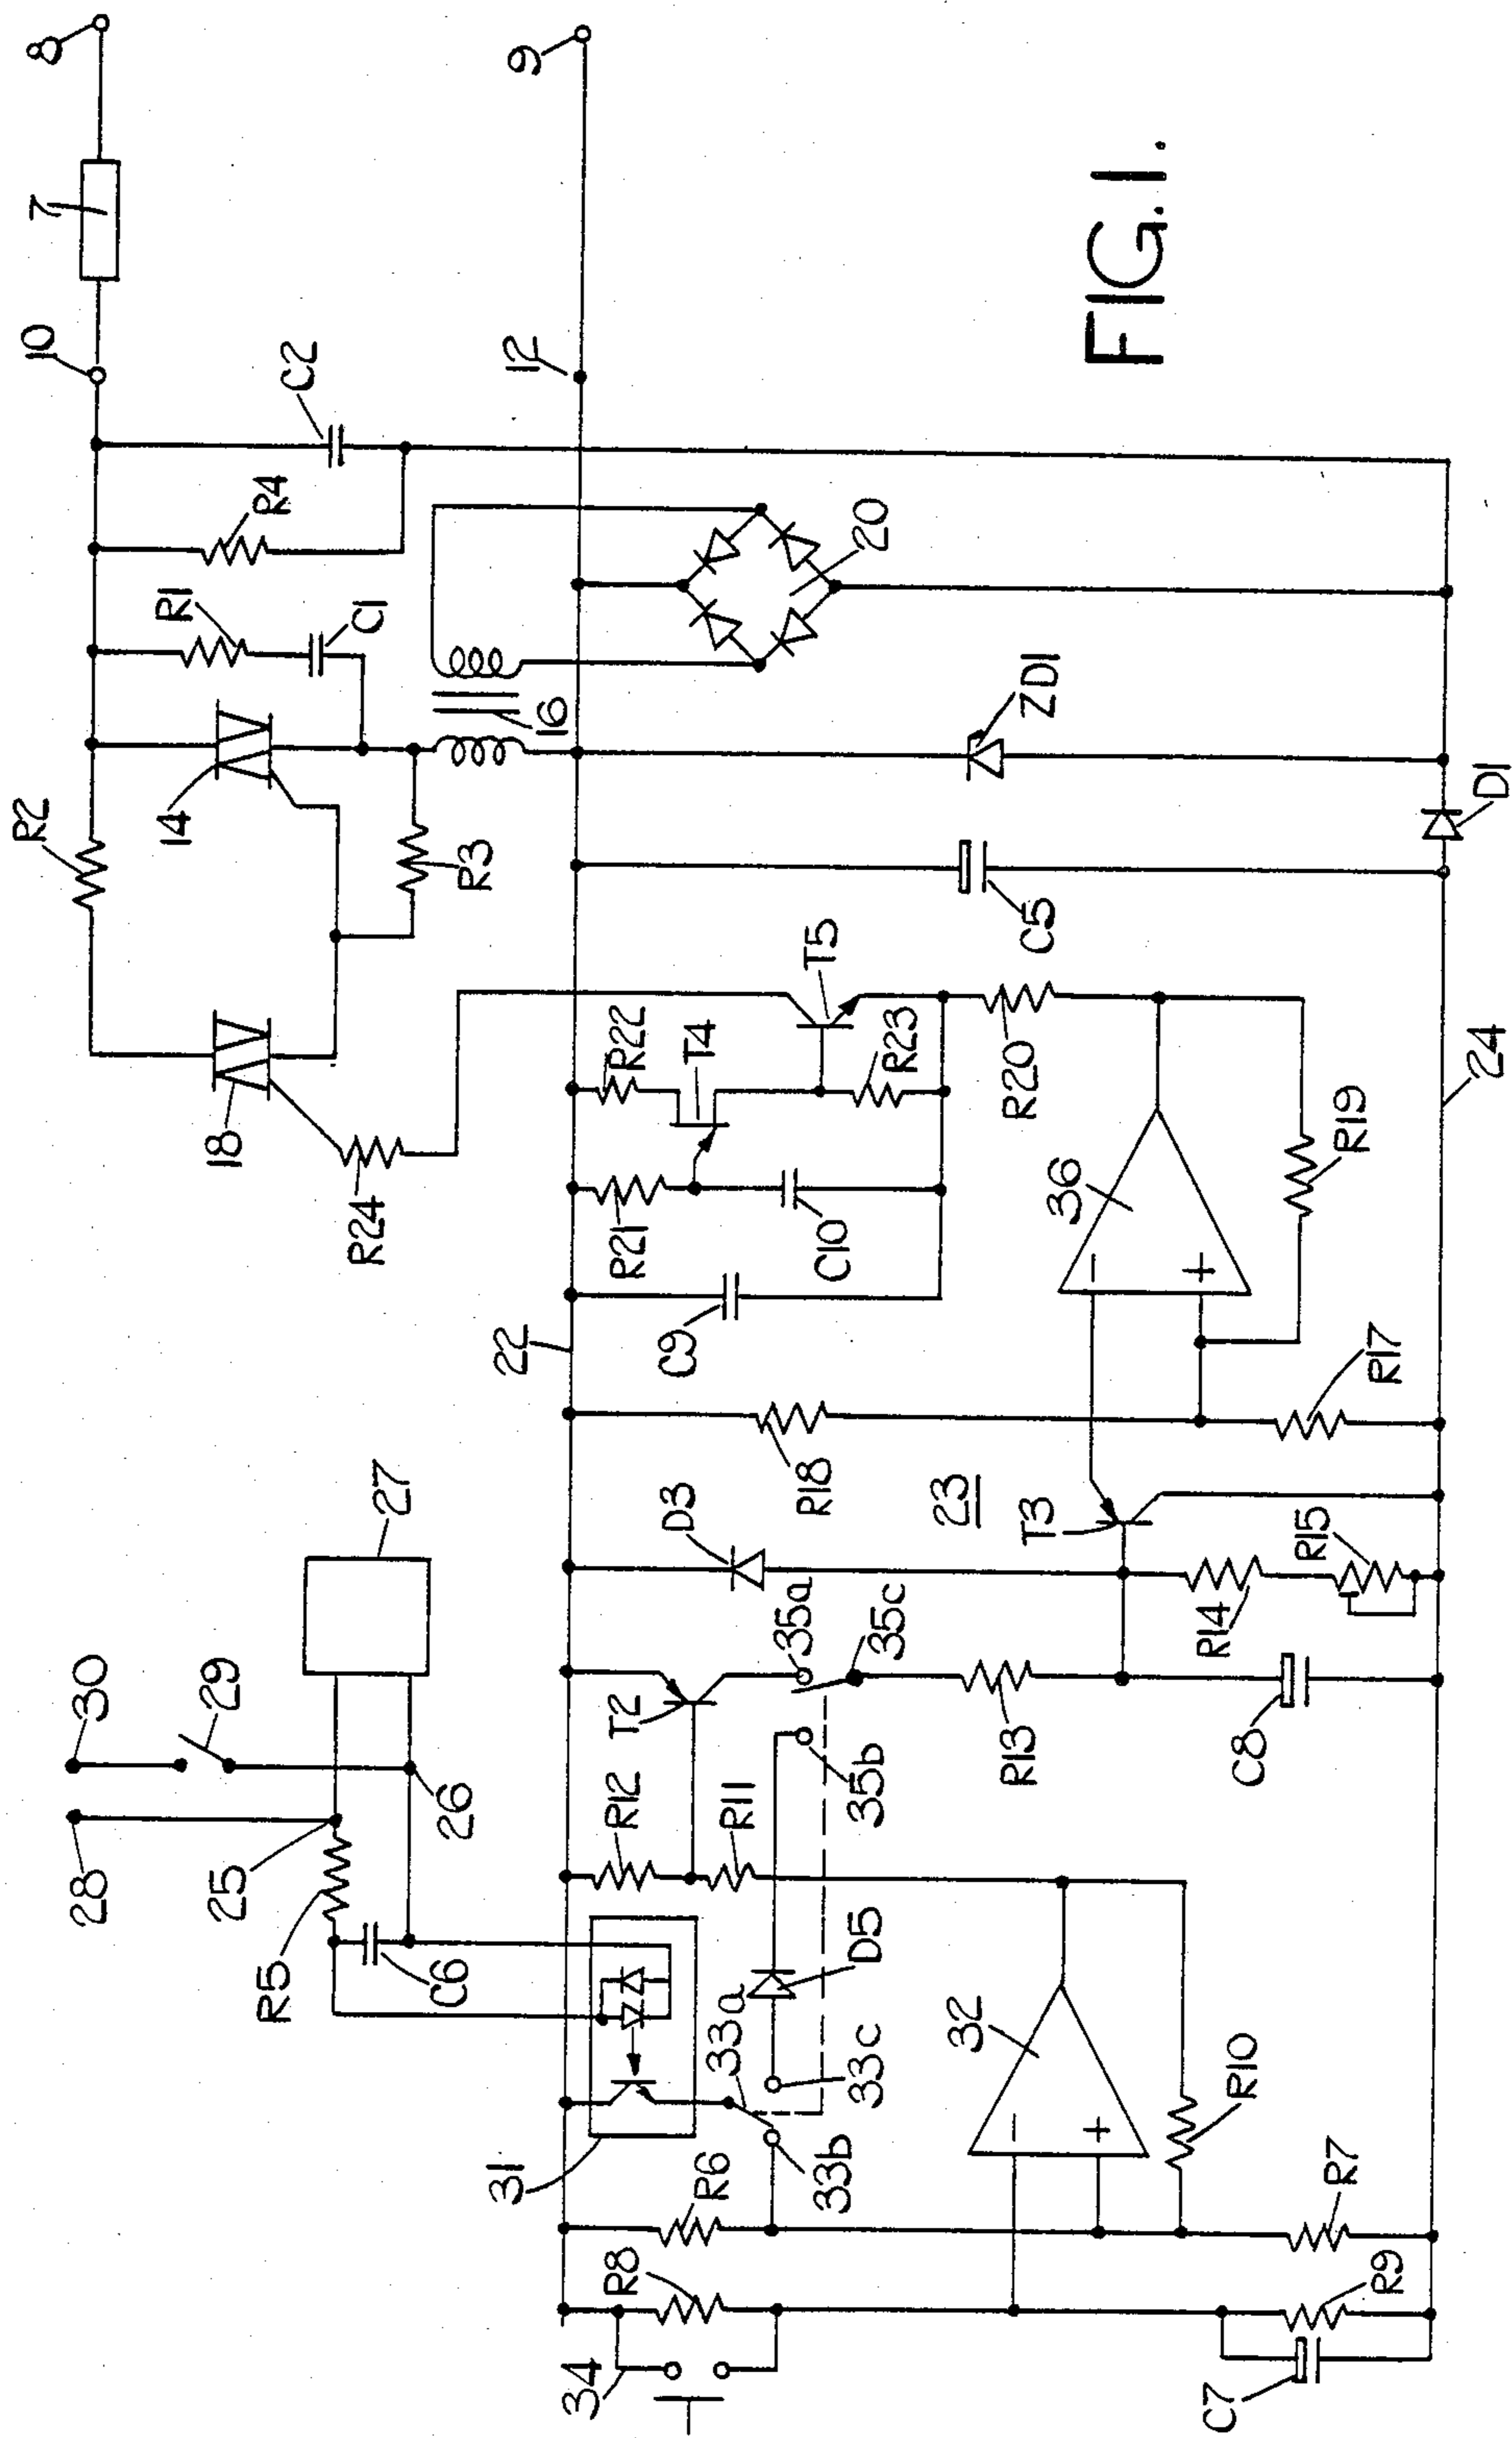 8
7
10
C2
9
12
R4
R1
C1
20
16
14
R2
R3
ZD1
D1
C5
T5
R22
T4
R23
R20
24
18
R24
R21
C10
C9
36
R19
−
+
22
R18
R17
23
T3
D3
35a
35c
R15
R14
27
30
29
28
25
26
T2
35b
R13
C8
R12
R11
R5
C6
D5
33a
33c
33b
31
32
−
+
R10
R6
R7
R8
R9
34
C7
FIG.1.